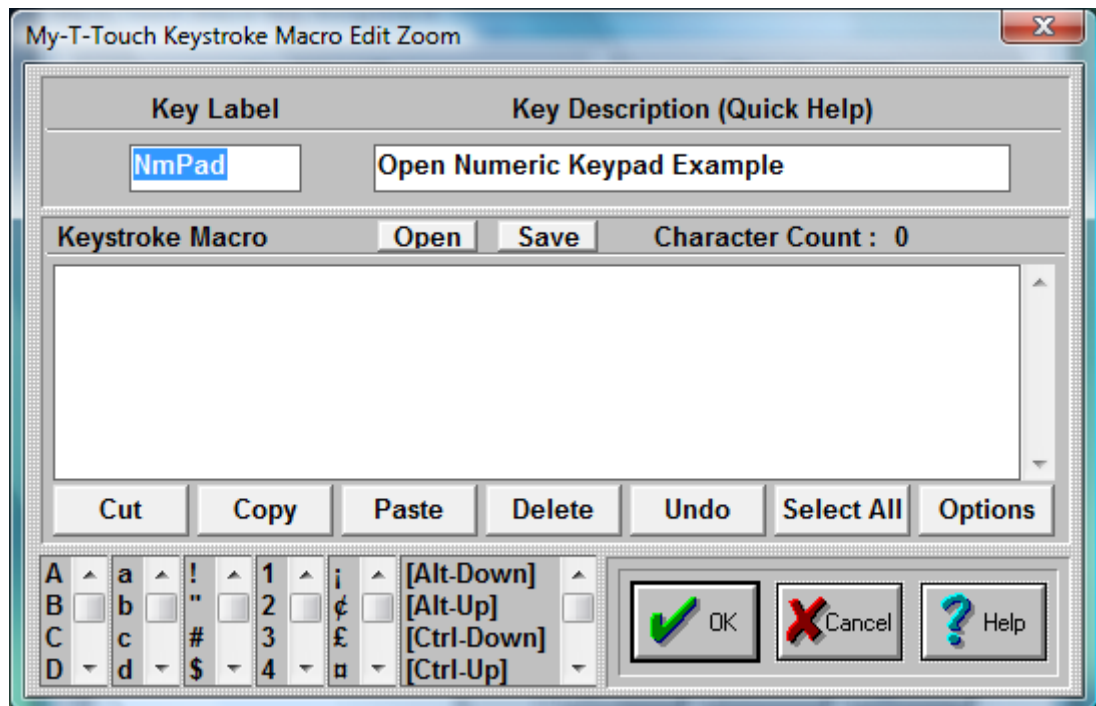 My-T-Touch Keystroke Macro Edit Zoom
X
Key Label Key Description (Quick Help)
NmPad Open Numeric Keypad Example
Keystroke Macro Open Save Character Count : 0
Cut Copy Paste Delete Undo Select All Options
A a ! 1 ¡ [Alt-Down]
B b " 2 ¢ [Alt-Up]
C c # 3 £ [Ctrl-Down]
D d $ 4 ¤ [Ctrl-Up]
OK Cancel ? Help